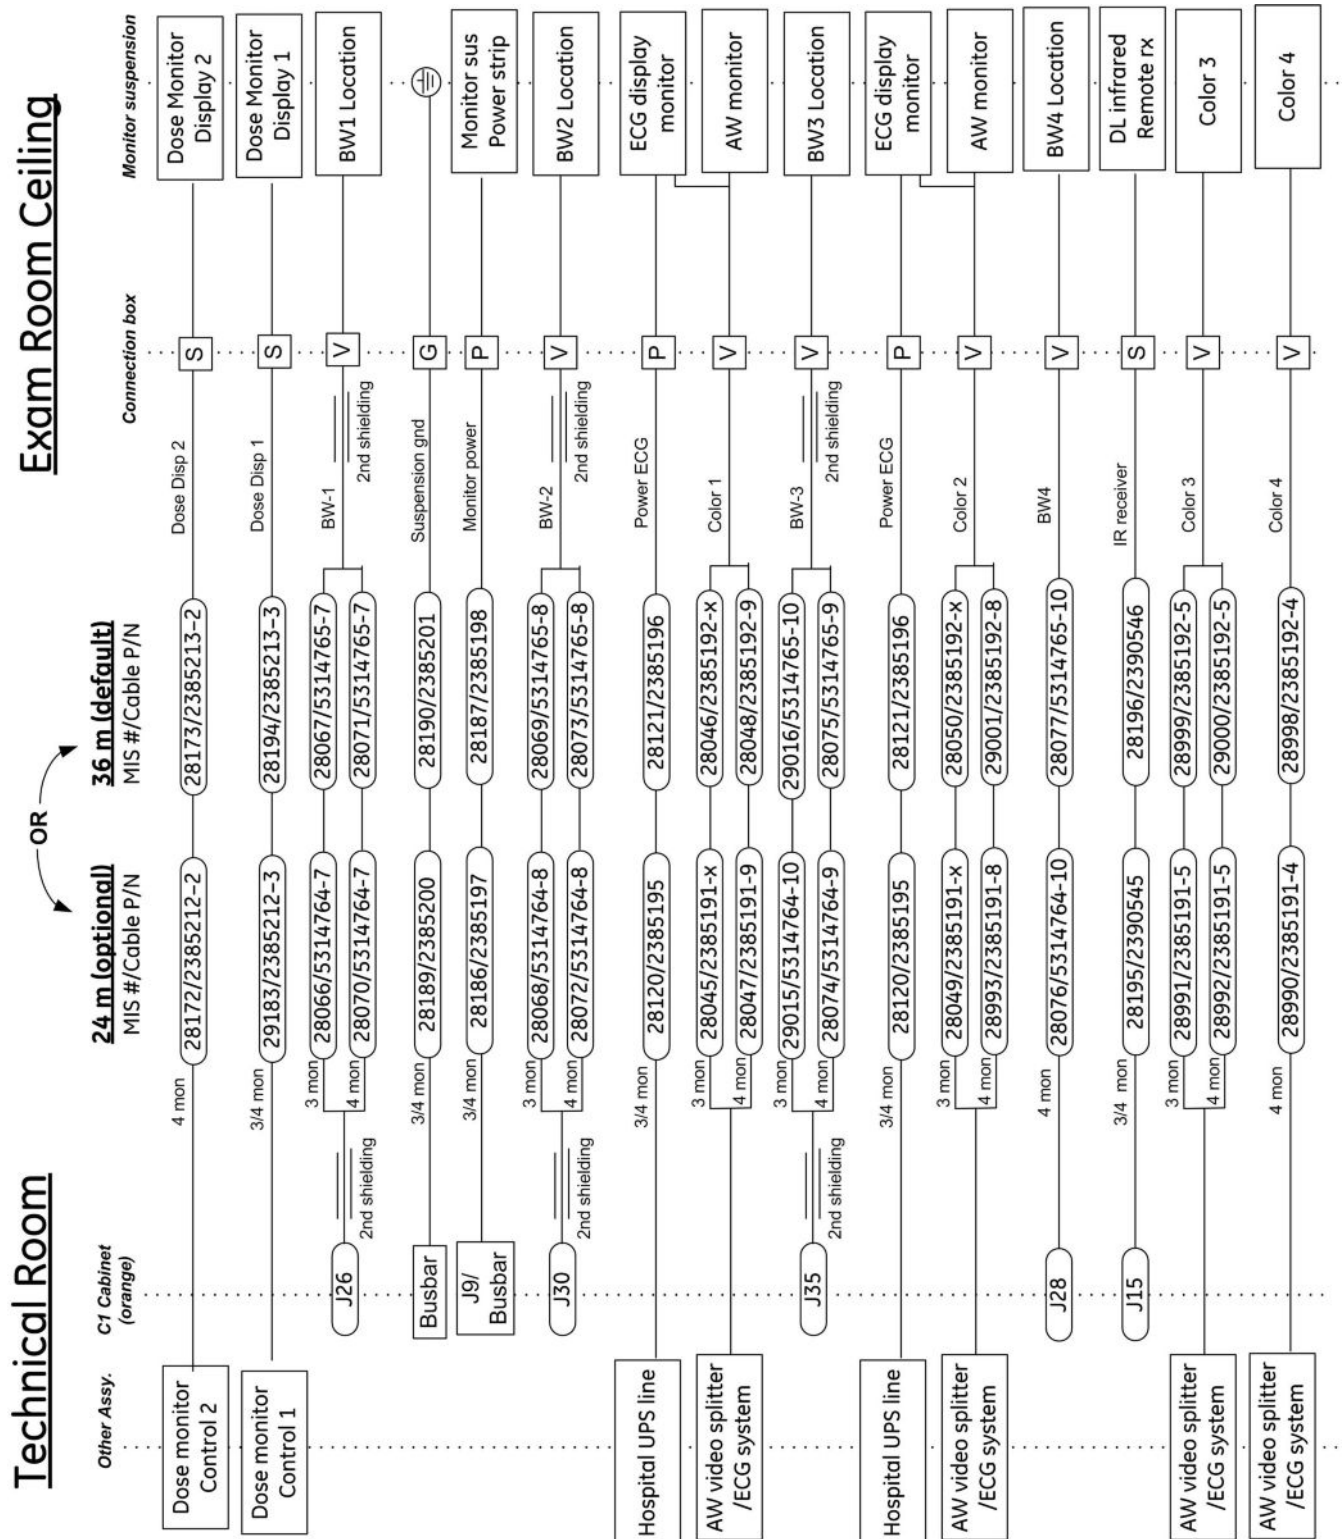 Technical Room
Exam Room Ceiling
OR
24 m (optional)
MIS #/Cable P/N
36 m (default)
MIS #/Cable P/N
Other Assy.
C1 Cabinet
(orange)
Connection box
Monitor suspension
Dose monitor
Control 2
4 mon
28172/2385212-2
28173/2385213-2
Dose Disp 2
S
Dose Monitor
Display 2
Dose monitor
Control 1
3/4 mon
29183/2385212-3
28194/2385213-3
Dose Disp 1
S
Dose Monitor
Display 1
J26
2nd shielding
3 mon
28066/5314764-7
28067/5314765-7
4 mon
28070/5314764-7
28071/5314765-7
BW-1
2nd shielding
V
BW1 Location
Busbar
3/4 mon
28189/2385200
28190/2385201
Suspension gnd
G
J9/
Busbar
3/4 mon
28186/2385197
28187/2385198
Monitor power
P
Monitor sus
Power strip
J30
2nd shielding
3 mon
28068/5314764-8
28069/5314765-8
4 mon
28072/5314764-8
28073/5314765-8
BW-2
2nd shielding
V
BW2 Location
Hospital UPS line
3/4 mon
28120/2385195
28121/2385196
Power ECG
P
ECG display
monitor
AW video splitter
/ECG system
3 mon
28045/2385191-x
28046/2385192-x
4 mon
28047/2385191-9
28048/2385192-9
Color 1
V
AW monitor
J35
2nd shielding
3 mon
29015/5314764-10
29016/5314765-10
4 mon
28074/5314764-9
28075/5314765-9
BW-3
2nd shielding
V
BW3 Location
Hospital UPS line
3/4 mon
28120/2385195
28121/2385196
Power ECG
P
ECG display
monitor
AW video splitter
/ECG system
3 mon
28049/2385191-x
28050/2385192-x
4 mon
28993/2385191-8
29001/2385192-8
Color 2
V
AW monitor
J28
4 mon
28076/5314764-10
28077/5314765-10
BW4
V
BW4 Location
J15
3/4 mon
28195/2390545
28196/2390546
IR receiver
S
DL infrared
Remote rx
AW video splitter
/ECG system
3 mon
28991/2385191-5
28999/2385192-5
4 mon
28992/2385191-5
29000/2385192-5
Color 3
V
Color 3
AW video splitter
/ECG system
4 mon
28990/2385191-4
28998/2385192-4
Color 4
V
Color 4